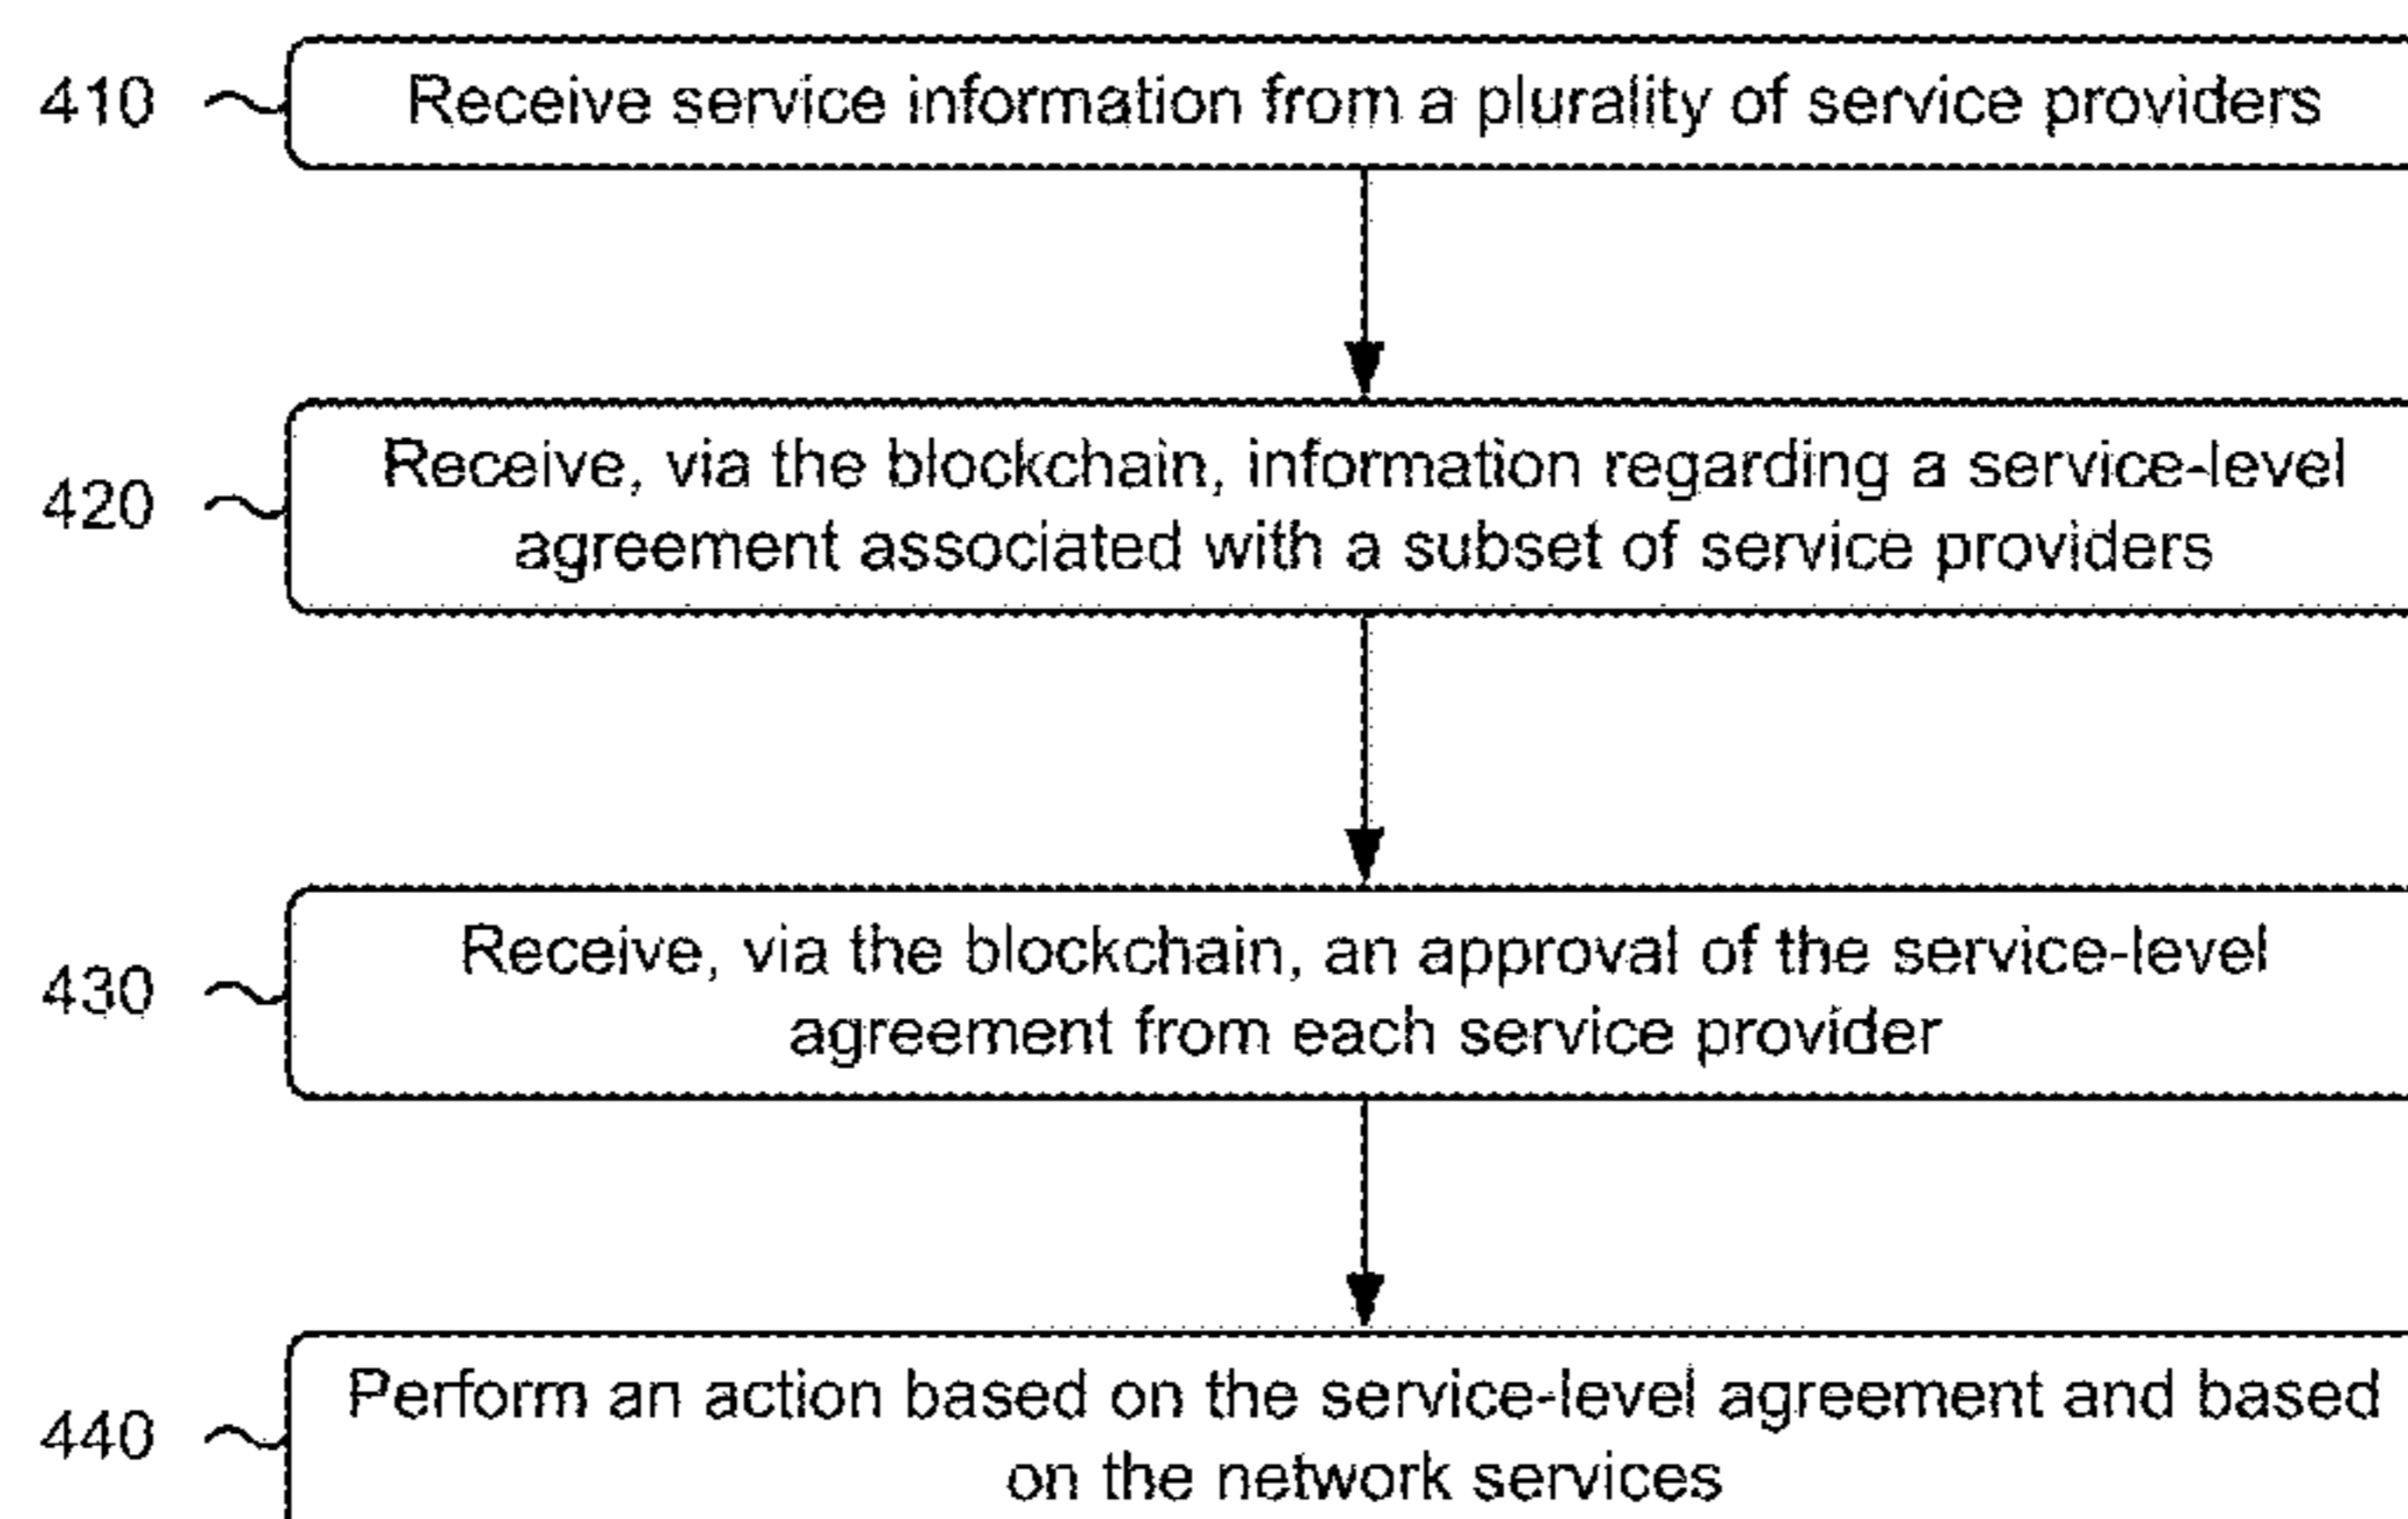 410 Receive service information from a plurality of service providers
420 Receive, via the blockchain, information regarding a service-level
agreement associated with a subset of service providers
430 Receive, via the blockchain, an approval of the service-level
agreement from each service provider
440 Perform an action based on the service-level agreement and based
on the network services